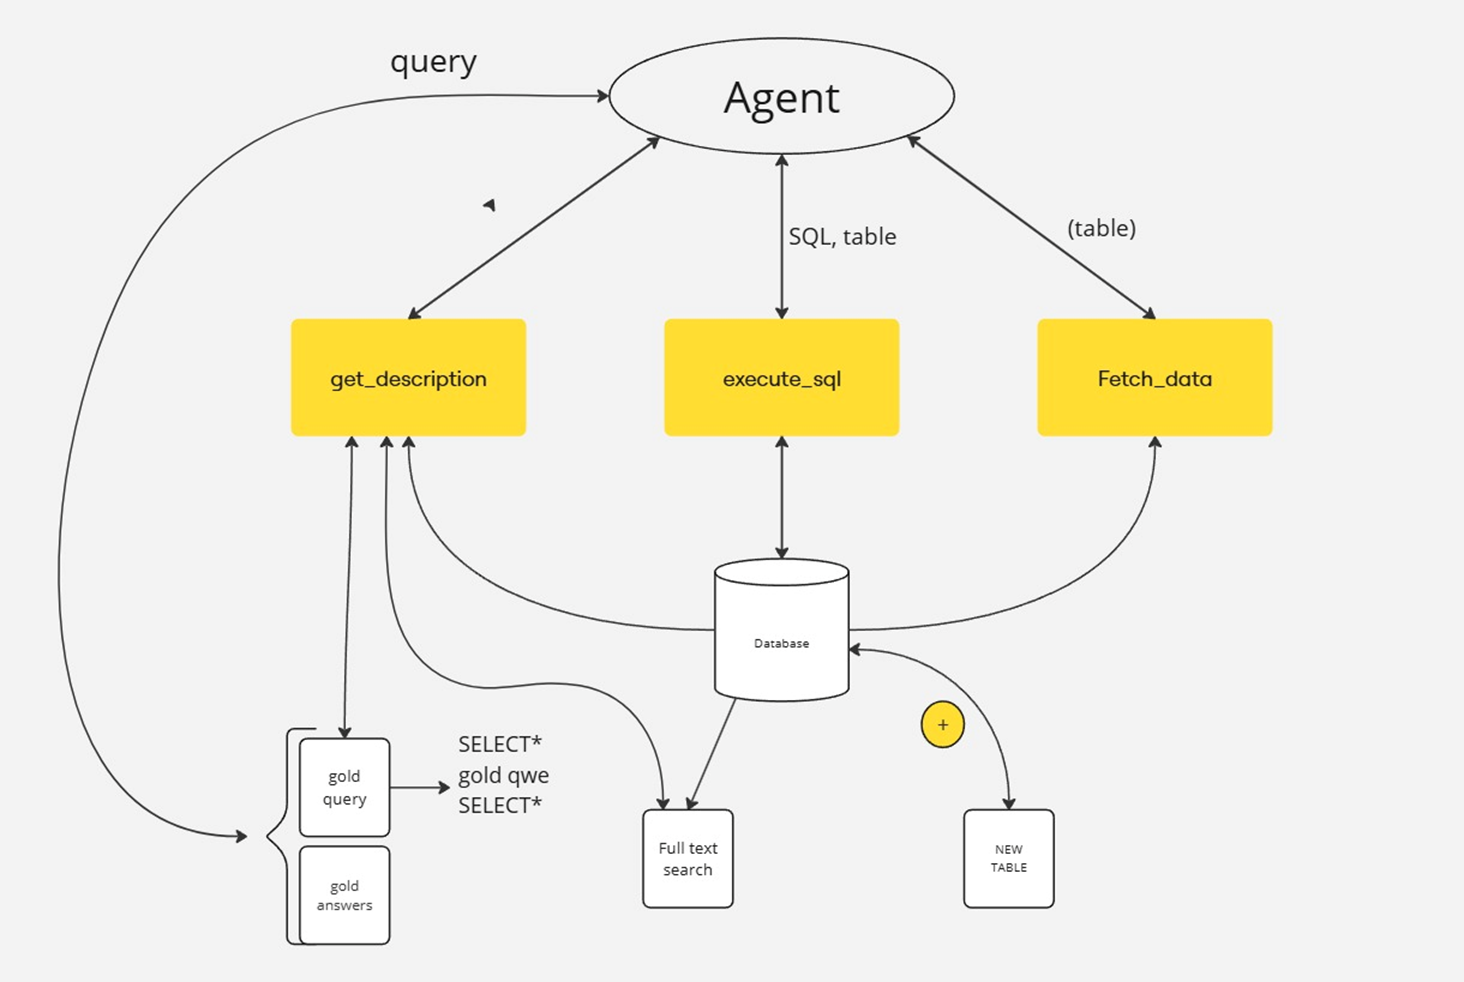 query
Agent
SQL, table
(table)
get_description
execute_sql
Fetch_data
Database
+
SELECT*
gold qwe
SELECT*
gold
query
Full text
search
NEW
TABLE
gold
answers